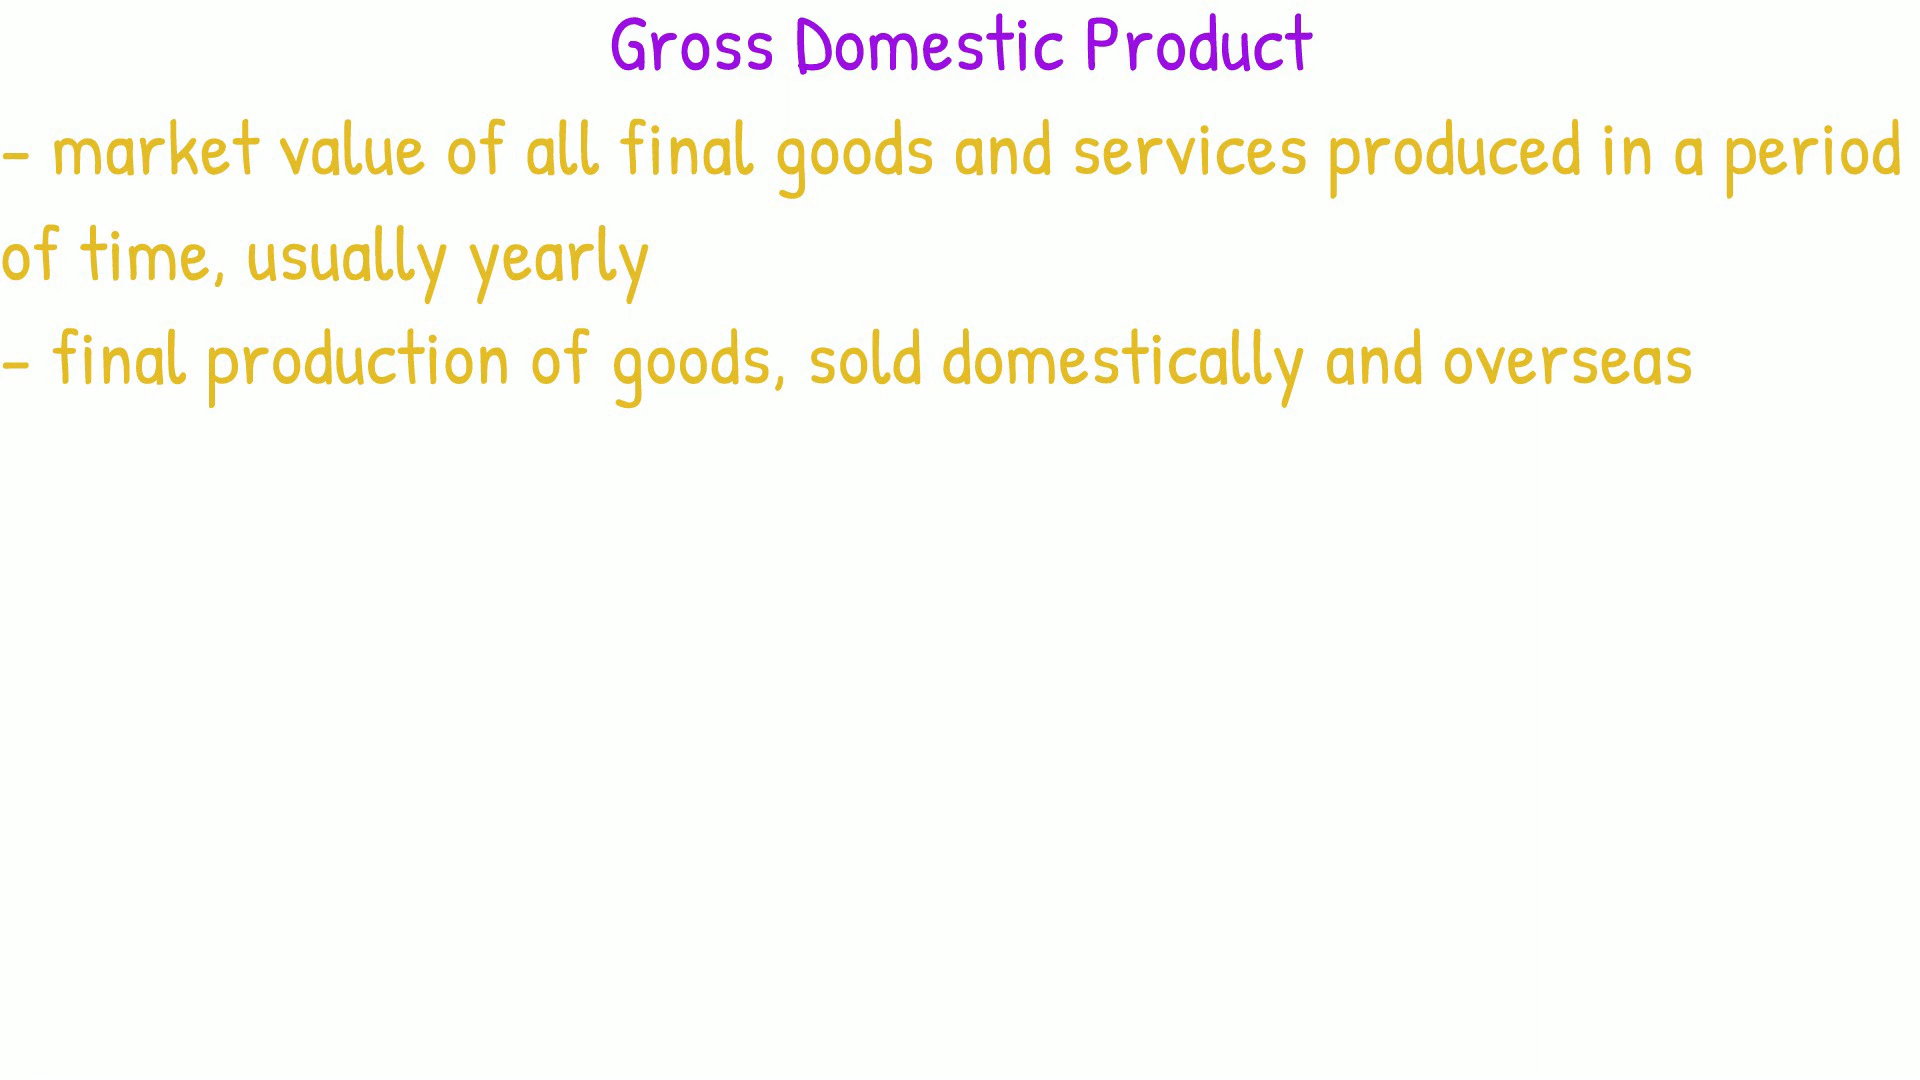 Gross Domestic Product
- market value of all final goods and services produced in a period
of time, usually yearly
- final production of goods, sold domestically and overseas